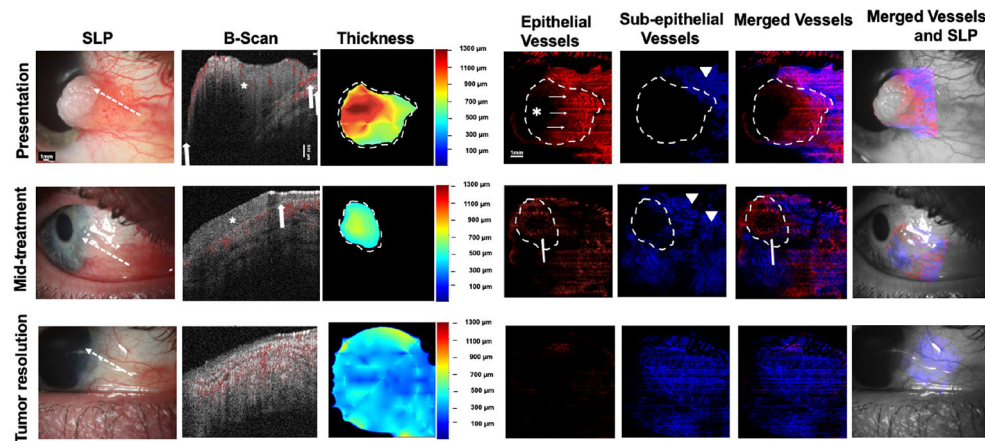 SLP
B-Scan
Thickness
Epithelial
Vessels
Sub-epithelial
Vessels
Merged Vessels
Merged Vessels
and SLP
Presentation
1mm
*
1300 µm
1100 µm
900 µm
700 µm
500 µm
300 µm
100 µm
*
1mm
Mid-treatment
*
1300 µm
1100 µm
900 µm
700 µm
500 µm
300 µm
100 µm
Tumor resolution
1300 µm
1100 µm
900 µm
700 µm
500 µm
300 µm
100 µm